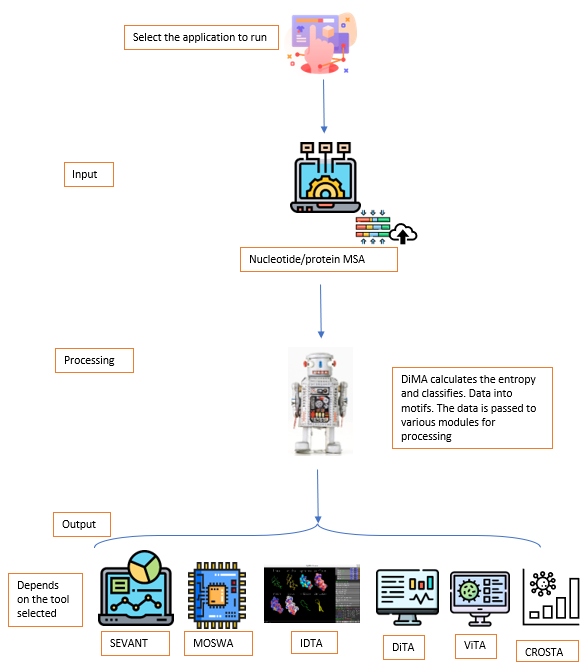 Select the application to run
Input
Nucleotide/protein MSA
Processing
DiMA calculates the entropy
and classifies. Data into
motifs. The data is passed to
various modules for
processing
Output
Depends
on the tool
selected
SEVANT
MOSWA
IDTA
DiTA
ViTA
CROSTA